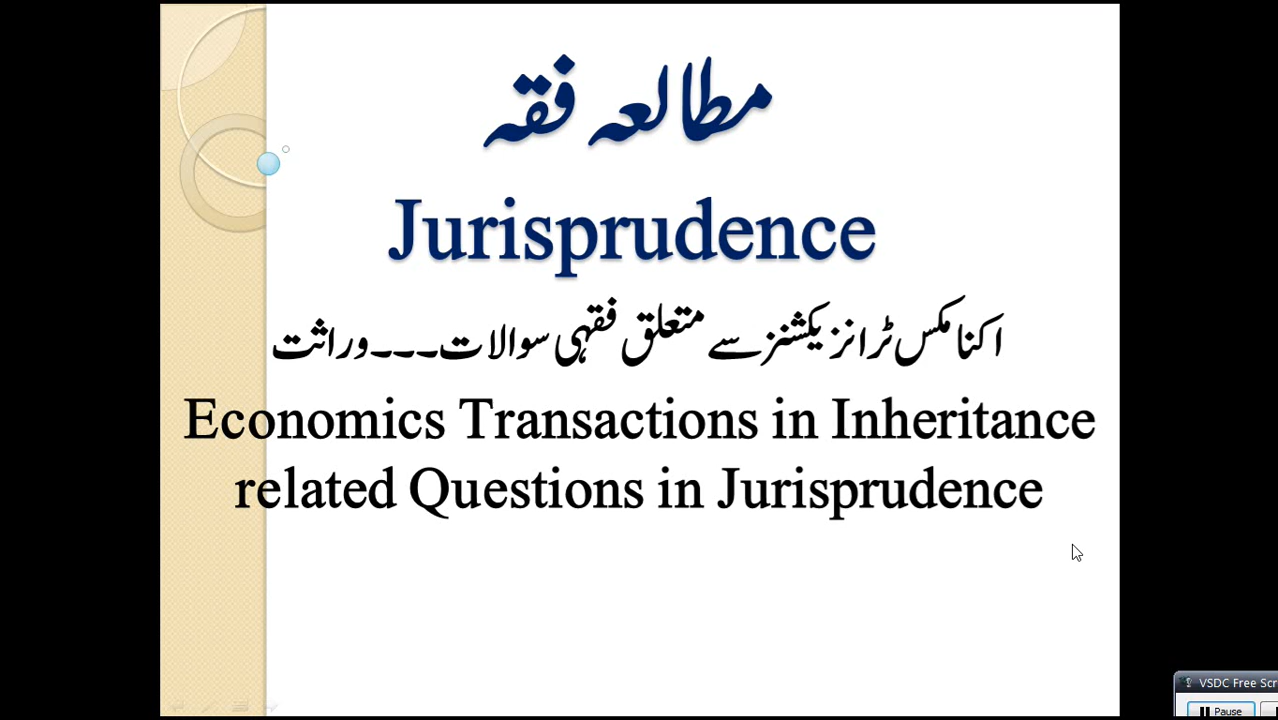 مطالعہ فقہ
Jurisprudence
اکنامکس ٹرانزیکشنز سے متعلق فقہی سوالات۔۔۔وراثت
Economics Transactions in Inheritance
related Questions in Jurisprudence
VSDC Free Scr
Pause